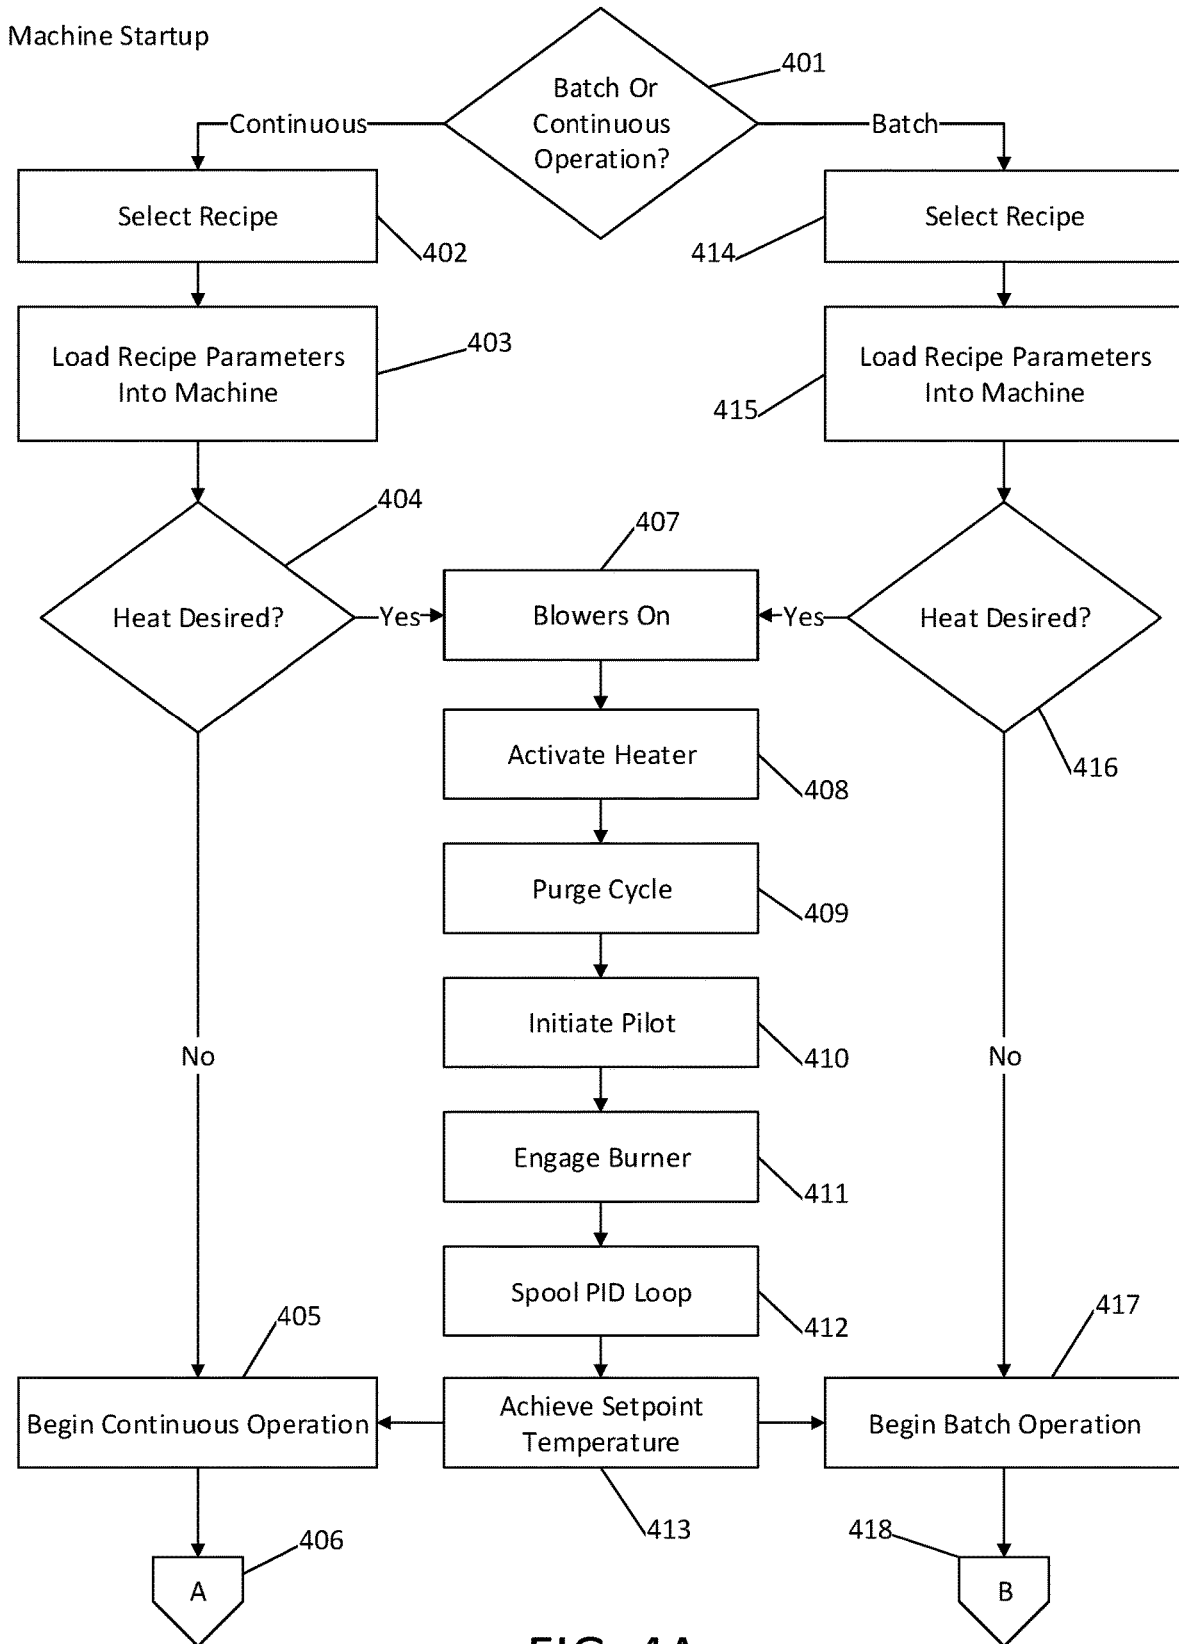 Machine Startup
401
Batch Or
Continuous
Operation?
Continuous
Batch
Select Recipe
402
Select Recipe
414
Load Recipe Parameters
Into Machine
403
Load Recipe Parameters
Into Machine
415
404
407
Heat Desired?
Yes
Blowers On
Yes
Heat Desired?
416
Activate Heater
408
Purge Cycle
409
Initiate Pilot
410
No
No
Engage Burner
411
Spool PID Loop
412
405
417
Begin Continuous Operation
Achieve Setpoint
Temperature
Begin Batch Operation
413
406
418
A
B
FIG. 4A